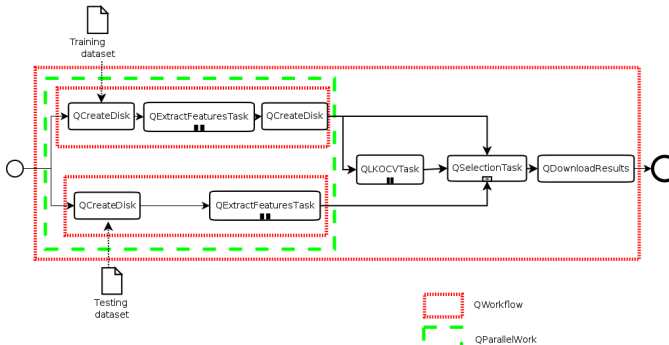 Training
dataset
QCreateDisk
QExtractFeaturesTask
QCreateDisk
QLKOCVTask
QSelectionTask
QDownloadResults
QCreateDisk
QExtractFeaturesTask
Testing
dataset
QWorkflow
QParallelWork